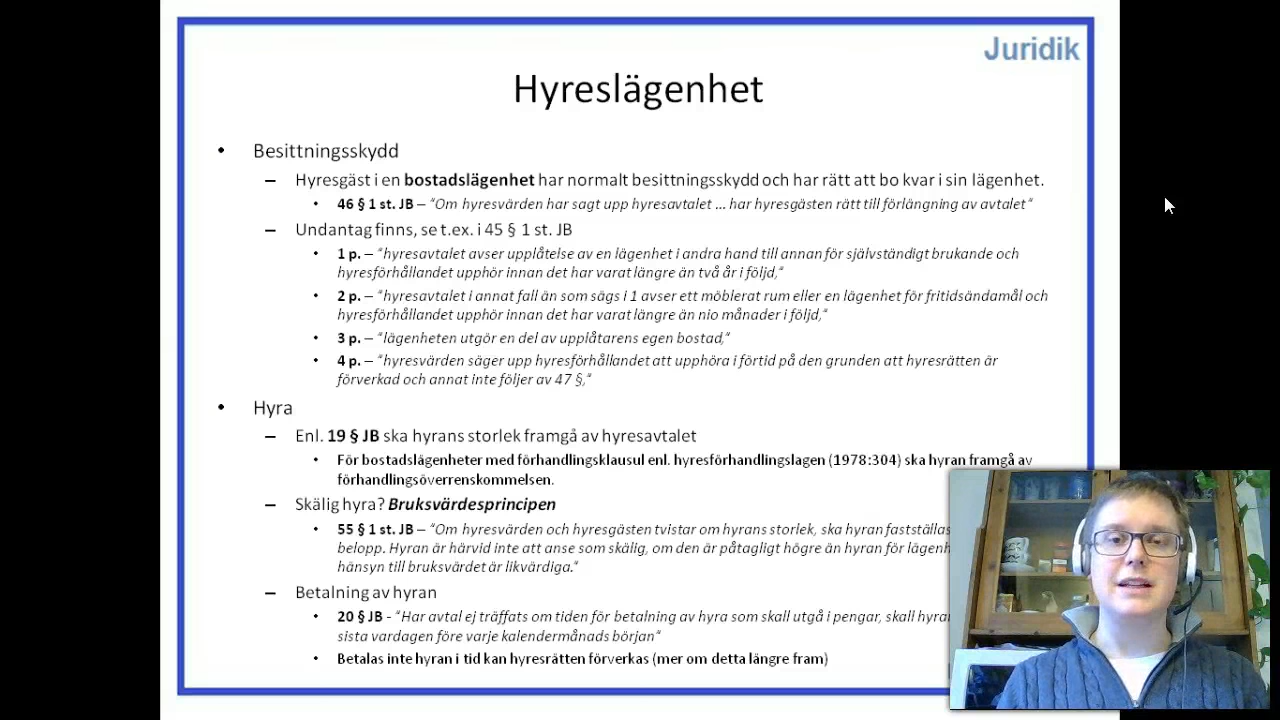 Juridik
Hyreslägenhet
• Besittningsskydd
– Hyresgäst i en bostadslägenhet har normalt besittningsskydd och har rätt att bo kvar i sin lägenhet.
• 46 § 1 st. JB – "Om hyresvärden har sagt upp hyresavtalet ... har hyresgästen rätt till förlängning av avtalet"
– Undantag finns, se t.ex. i 45 § 1 st. JB
• 1 p. – "hyresavtalet avser upplåtelse av en lägenhet i andra hand till annan för självständigt brukande och
hyresförhållandet upphör innan det har varat längre än två år i följd,"
• 2 p. – "hyresavtalet i annat fall än som sägs i 1 avser ett möblerat rum eller en lägenhet för fritidsändamål och
hyresförhållandet upphör innan det har varat längre än nio månader i följd,"
• 3 p. – "lägenheten utgör en del av upplåtarens egen bostad,"
• 4 p. – "hyresvärden säger upp hyresförhållandet att upphöra i förtid på den grunden att hyresrätten är
förverkad och annat inte följer av 47 §,"
• Hyra
– Enl. 19 § JB ska hyrans storlek framgå av hyresavtalet
• För bostadslägenheter med förhandlingsklausul enl. hyresförhandlingslagen (1978:304) ska hyran framgå av
förhandlingsöverrenskommelsen.
– Skälig hyra? Bruksvärdesprincipen
• 55 § 1 st. JB – "Om hyresvärden och hyresgästen tvistar om hyrans storlek, ska hyran fastställas
belopp. Hyran är härvid inte att anse som skälig, om den är påtagligt högre än hyran för
hänsyn till bruksvärdet är likvärdiga."
– Betalning av hyran
• 20 § JB - "Har avtal ej träffats om tiden för betalning av hyra som skall utgå i pengar, skall
sista vardagen före varje kalendermånads början"
• Betalas inte hyran i tid kan hyresrätten förverkas (mer om detta längre fram)